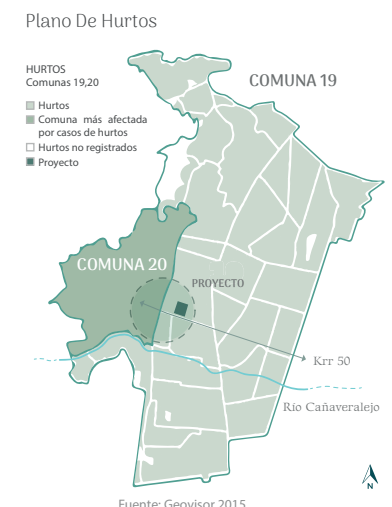 Plano De Hurtos
HURTOS
Comunas 19,20
Hurtos
Comuna más afectada
por casos de hurtos
Hurtos no registrados
Proyecto
COMUNA 19
COMUNA 20
PROYECTO
Krr 50
Río Cañaveralejo
N
Fuente: Geovisor 2015